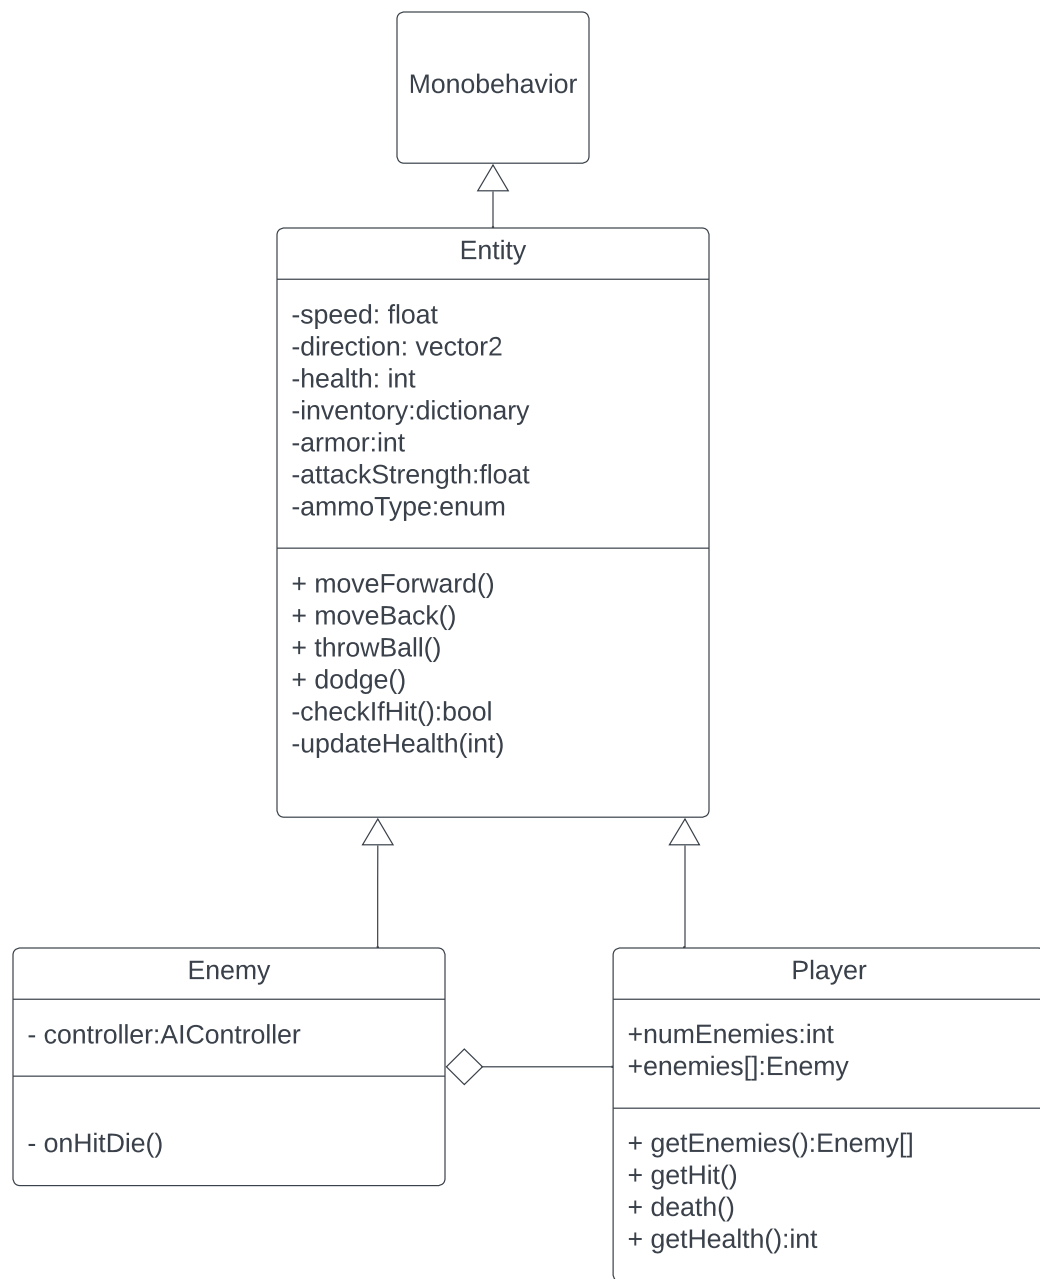 Monobehavior
Entity
-speed: float
-direction: vector2
-health: int
-inventory:dictionary
-armor:int
-attackStrength:float
-ammoType:enum
+ moveForward()
+ moveBack()
+ throwBall()
+ dodge()
-checkIfHit():bool
-updateHealth(int)
Enemy
- controller:AIController
- onHitDie()
Player
+numEnemies:int
+enemies[]:Enemy
+ getEnemies():Enemy[]
+ getHit()
+ death()
+ getHealth():int